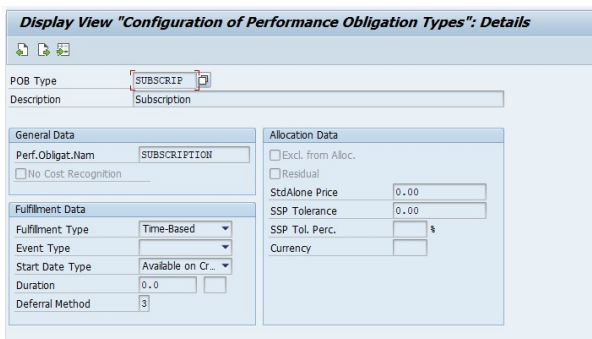 Display View "Configuration of Performance Obligation Types": Details
POB Type SUBSCRIP
Description Subscription
General Data
Perf.Obligat.Nam SUBSCRIPTION
No Cost Recognition
Fulfillment Data
Fulfillment Type Time-Based
Event Type
Start Date Type Available on Cr...
Duration 0.0
Deferral Method 3
Allocation Data
Excl. from Alloc.
Residual
StdAlone Price 0.00
SSP Tolerance 0.00
SSP Tol. Perc. %
Currency